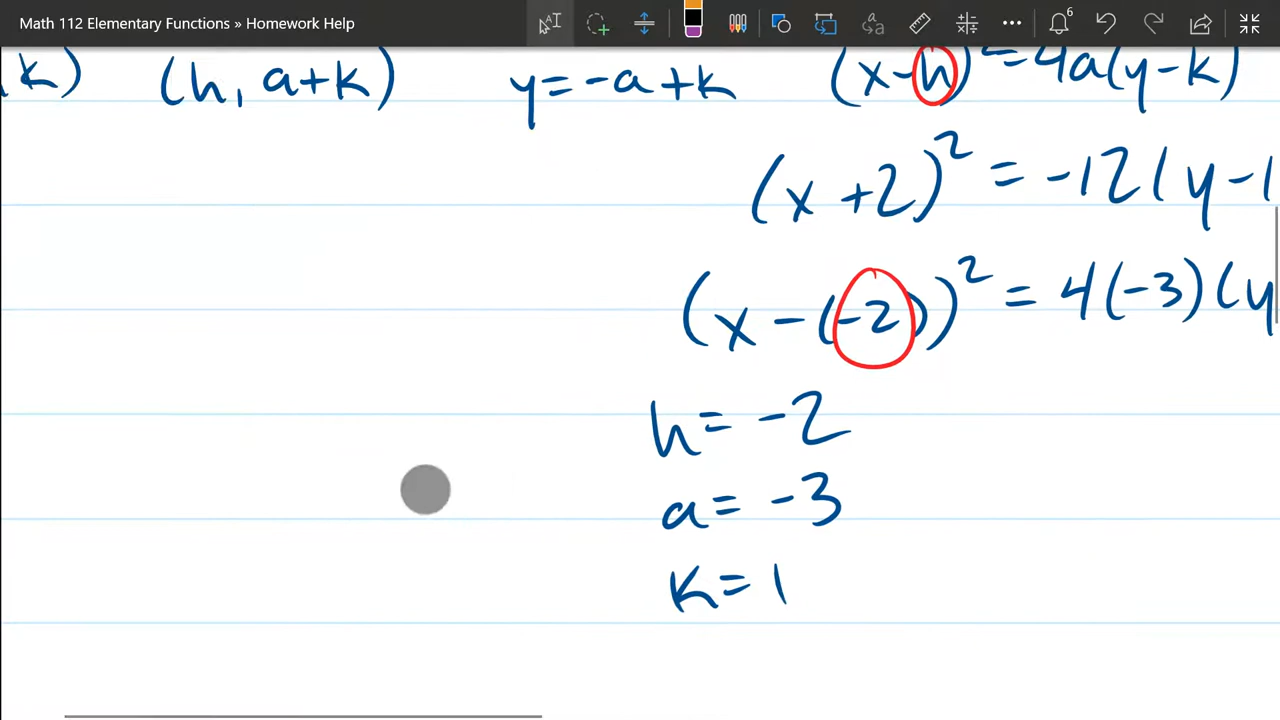 Math 112 Elementary Functions » Homework Help
6
k) (h, a+k) y=-a+k (x-h)²=4a(y-k)
(x+2)² = -12(y-1
(x-(-2))² = 4(-3)(y
h= -2
a= -3
k= 1